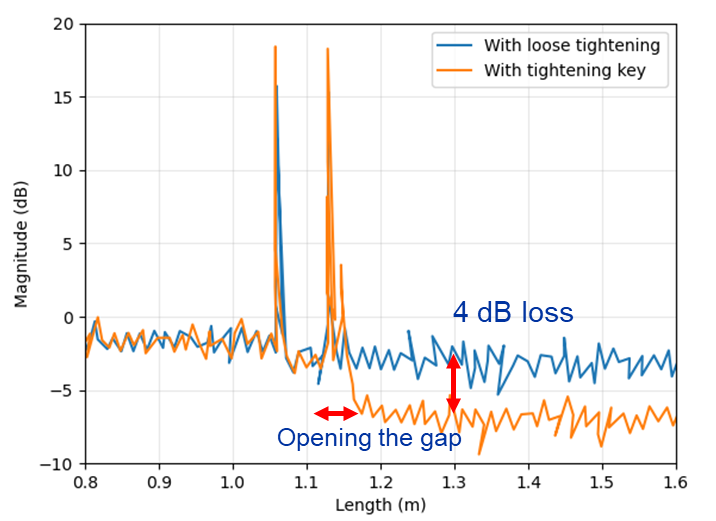 20
15
10
5
0
−5
−10
Magnitude (dB)
With loose tightening
With tightening key
4 dB loss
Opening the gap
0.8 0.9 1.0 1.1 1.2 1.3 1.4 1.5 1.6
Length (m)